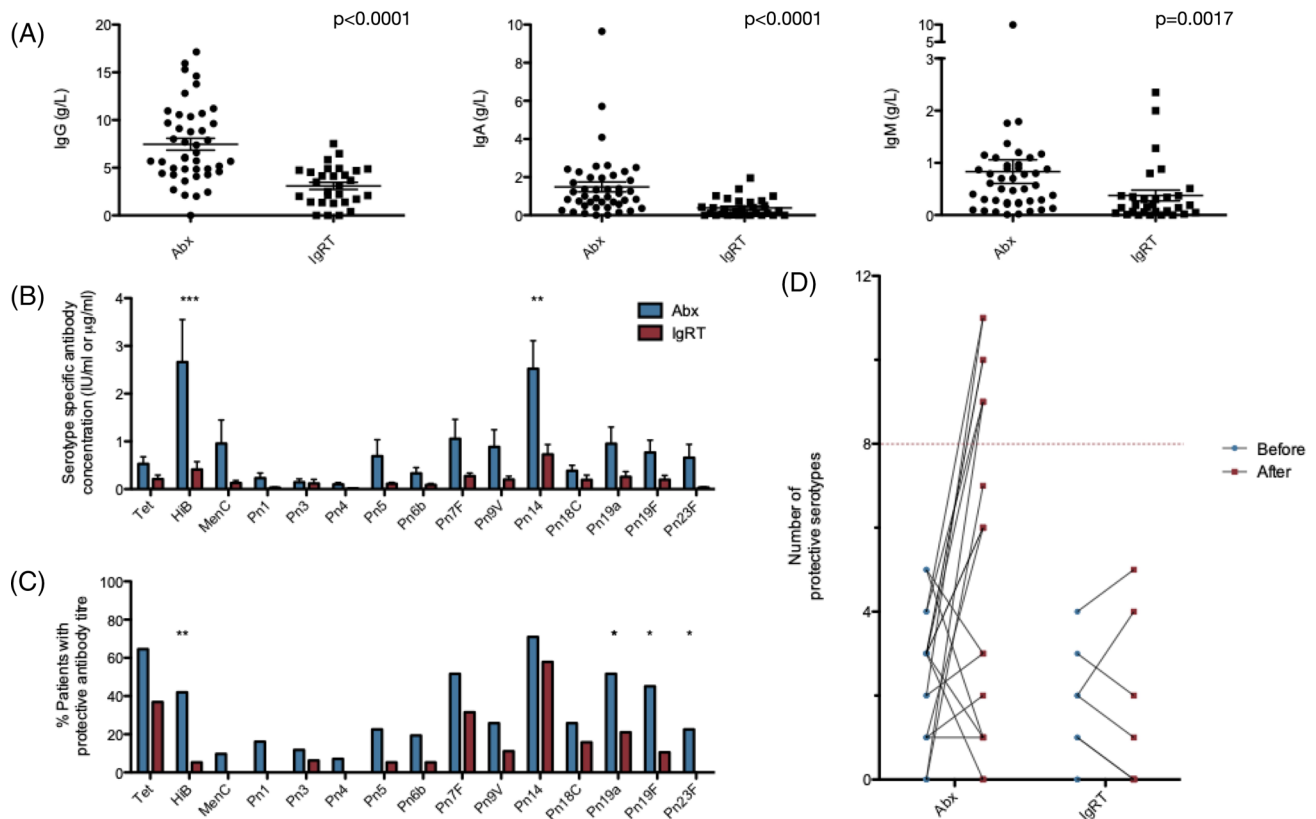 (A)
p<0.0001
20
15
10
5
0
IgG (g/L)
Abx
IgRT
p<0.0001
10
8
6
4
2
0
IgA (g/L)
Abx
IgRT
p=0.0017
10
5
3
2
1
0
IgM (g/L)
Abx
IgRT
(B)
4
3
2
1
0
Serotype specific antibody
concentration (IU/ml or µg/ml)
***
**
Abx
IgRT
Tet
HiB
MenC
Pn1
Pn3
Pn4
Pn5
Pn6b
Pn7F
Pn9V
Pn14
Pn18C
Pn19a
Pn19F
Pn23F
(C)
100
80
60
40
20
0
% Patients with
protective antibody titre
**
*
*
*
Tet
HiB
MenC
Pn1
Pn3
Pn4
Pn5
Pn6b
Pn7F
Pn9V
Pn14
Pn18C
Pn19a
Pn19F
Pn23F
(D)
12
8
4
0
Number of
protective serotypes
Abx
IgRT
Before
After